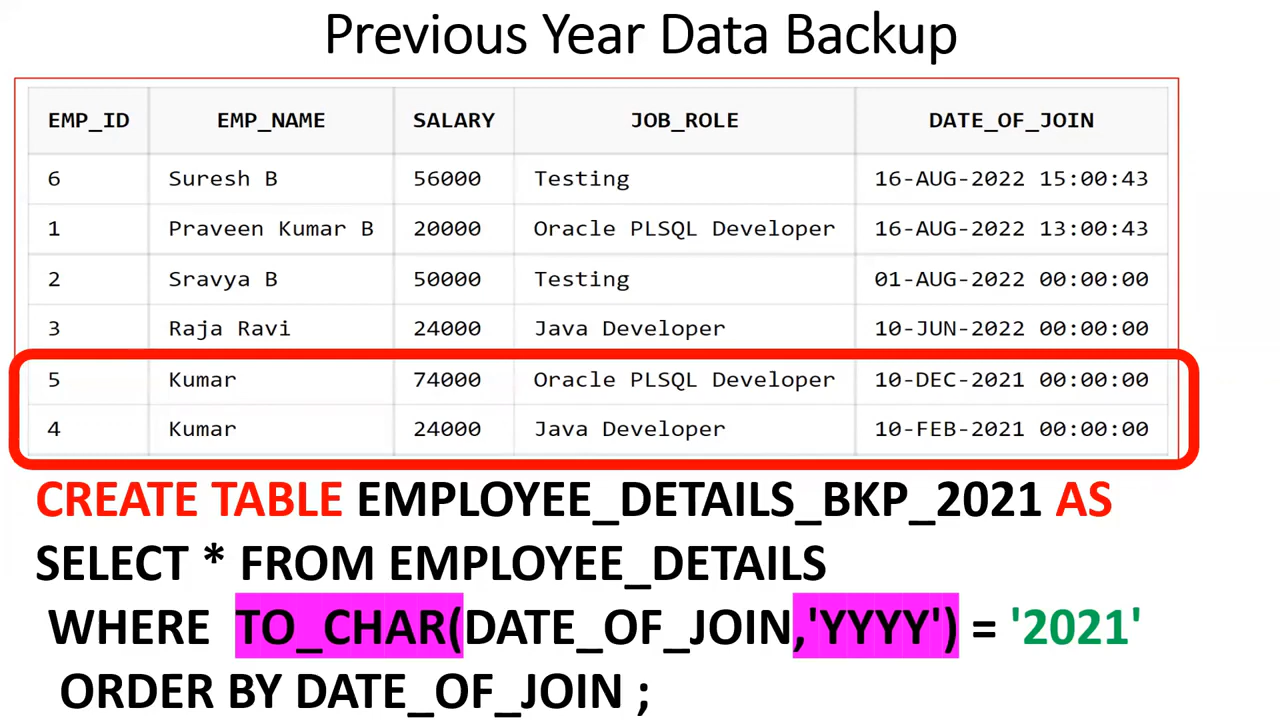 Previous Year Data Backup
EMP_ID EMP_NAME SALARY JOB_ROLE DATE_OF_JOIN
6 Suresh B 56000 Testing 16-AUG-2022 15:00:43
1 Praveen Kumar B 20000 Oracle PLSQL Developer 16-AUG-2022 13:00:43
2 Sravya B 50000 Testing 01-AUG-2022 00:00:00
3 Raja Ravi 24000 Java Developer 10-JUN-2022 00:00:00
5 Kumar 74000 Oracle PLSQL Developer 10-DEC-2021 00:00:00
4 Kumar 24000 Java Developer 10-FEB-2021 00:00:00
CREATE TABLE EMPLOYEE_DETAILS_BKP_2021 AS
SELECT * FROM EMPLOYEE_DETAILS
WHERE TO_CHAR(DATE_OF_JOIN,'YYYY') = '2021'
ORDER BY DATE_OF_JOIN ;